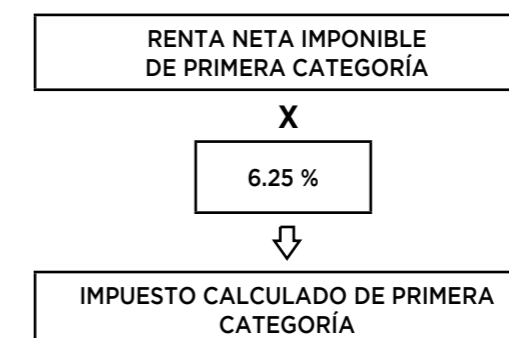 RENTA NETA IMPONIBLE
DE PRIMERA CATEGORÍA
X
6.25 %
IMPUESTO CALCULADO DE PRIMERA
CATEGORÍA